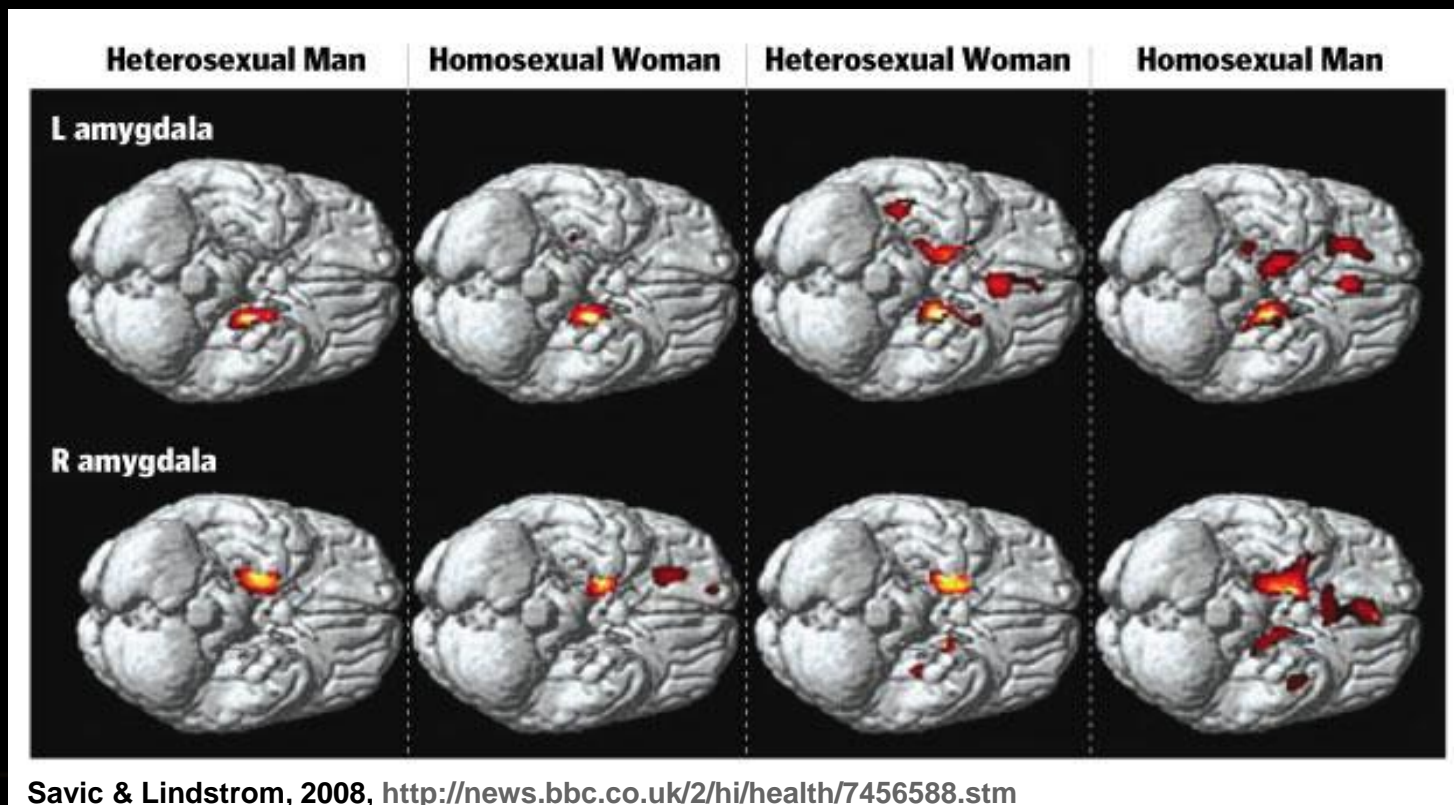 Heterosexual Man Homosexual Woman Heterosexual Woman Homosexual Man
L amygdala
R amygdala
Savic & Lindstrom, 2008, http://news.bbc.co.uk/2/hi/health/7456588.stm